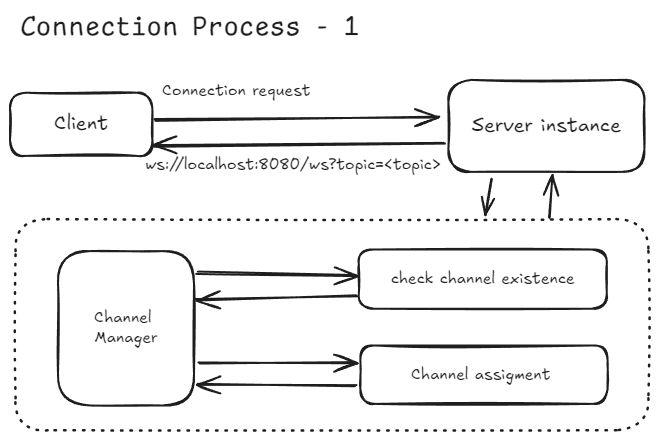 Connection Process - 1
Connection request
Client
Server instance
ws://localhost:8080/ws?topic=<topic>
check channel existence
Channel
Manager
Channel assigment